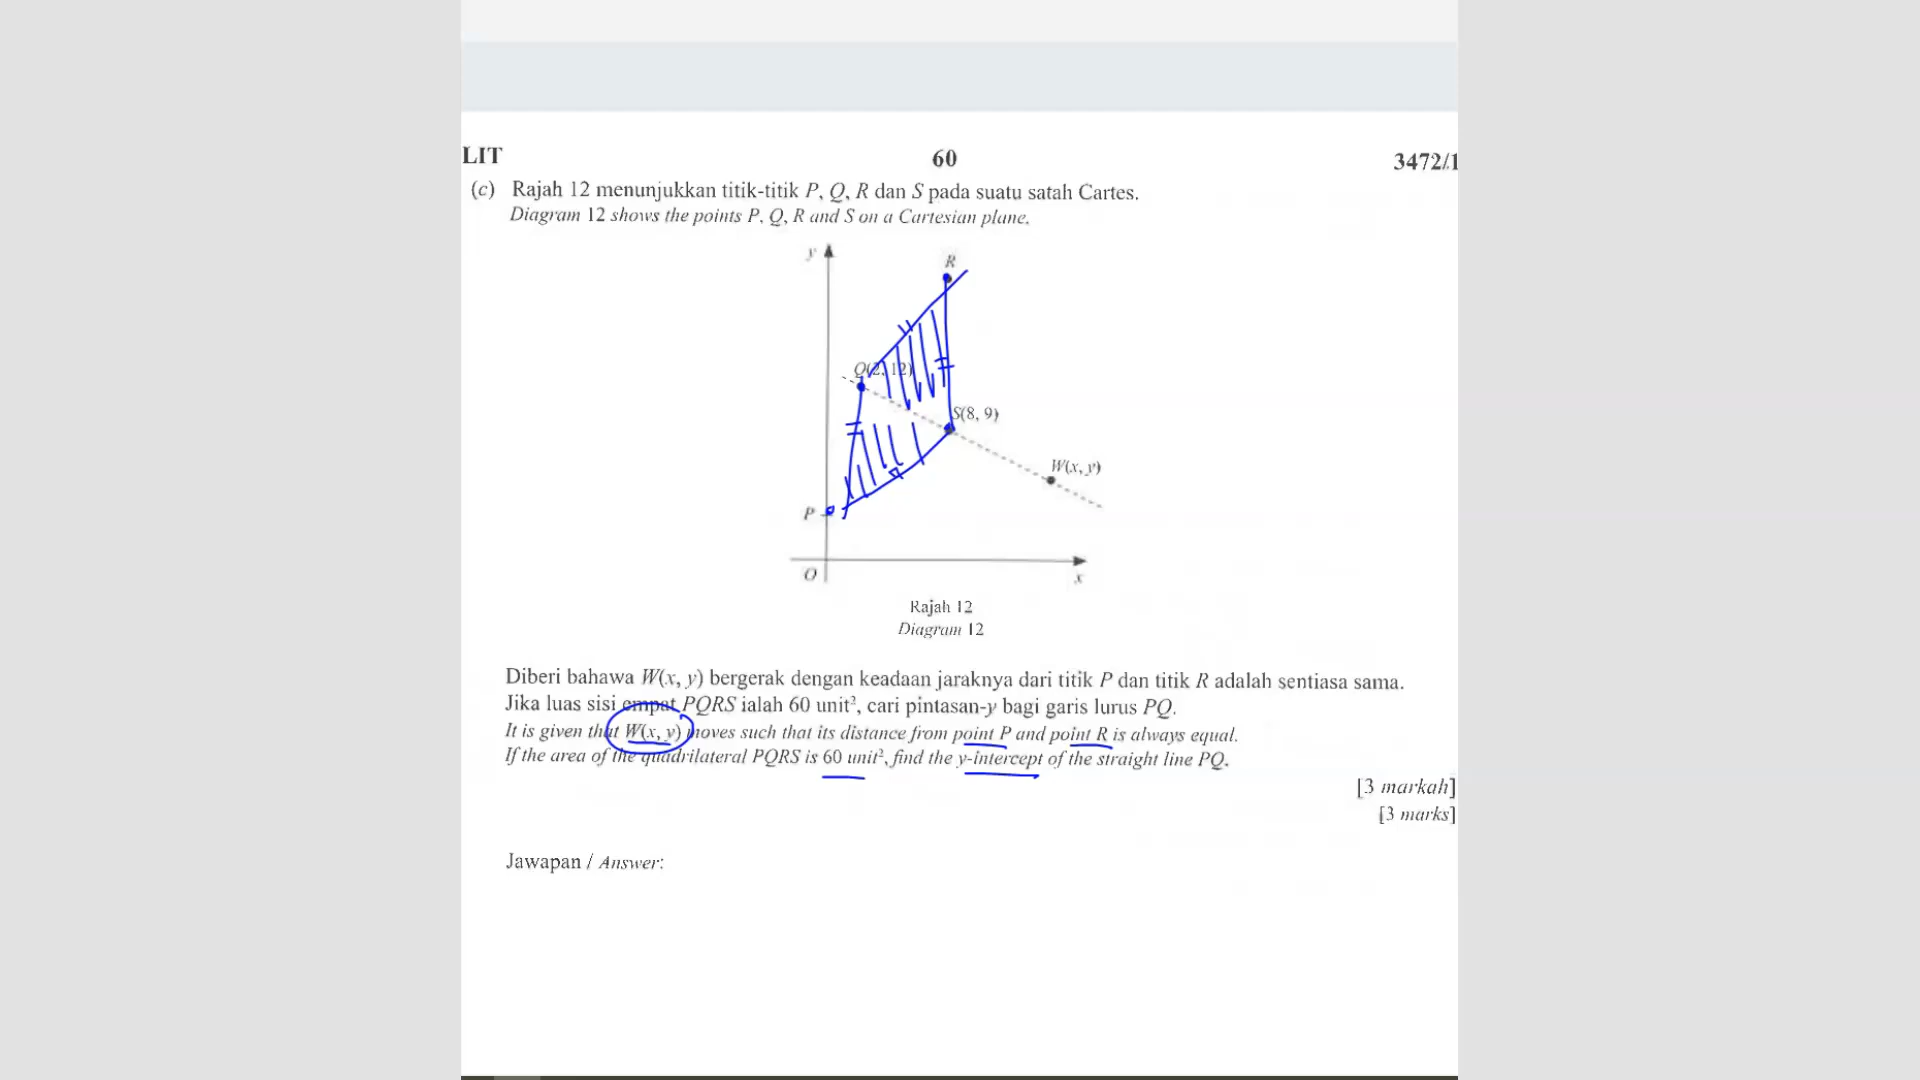 LIT 60 3472/1
(c) Rajah 12 menunjukkan titik-titik P, Q, R dan S pada suatu satah Cartes.
Diagram 12 shows the points P, Q, R and S on a Cartesian plane.
y
R
Q(2, 12)
S(8, 9)
W(x, y)
P
O
x
Rajah 12
Diagram 12
Diberi bahawa W(x, y) bergerak dengan keadaan jaraknya dari titik P dan titik R adalah sentiasa sama.
Jika luas sisi empat PQRS ialah 60 unit², cari pintasan-y bagi garis lurus PQ.
It is given that W(x, y) moves such that its distance from point P and point R is always equal.
If the area of the quadrilateral PQRS is 60 unit², find the y-intercept of the straight line PQ.
[3 markah]
[3 marks]
Jawapan / Answer: